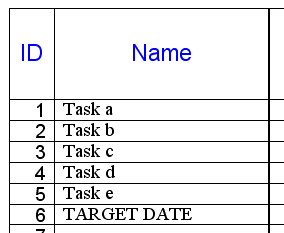 ID Name
1 Task a
2 Task b
3 Task c
4 Task d
5 Task e
6 TARGET DATE